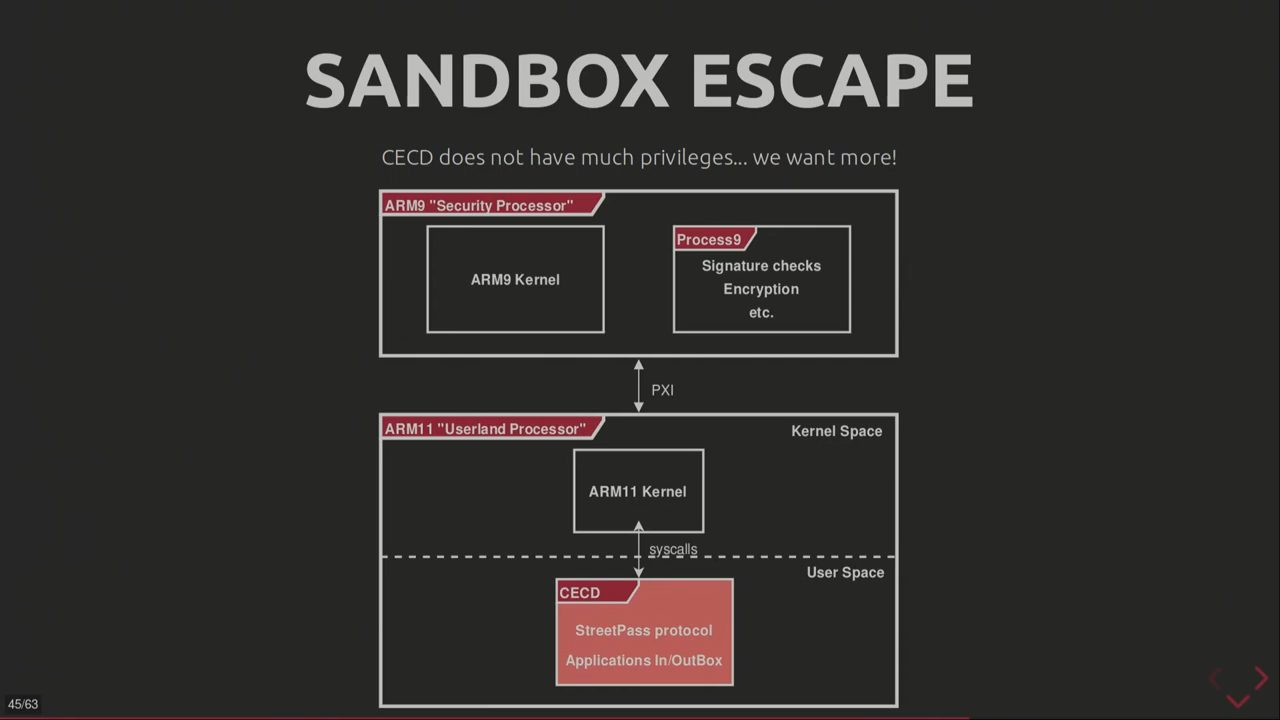 SANDBOX ESCAPE
CECD does not have much privileges... we want more!
ARM9 "Security Processor"
ARM9 Kernel
Process9
Signature checks
Encryption
etc.
PXI
ARM11 "Userland Processor"
Kernel Space
ARM11 Kernel
syscalls
User Space
CECD
StreetPass protocol
Applications In/OutBox
45/63